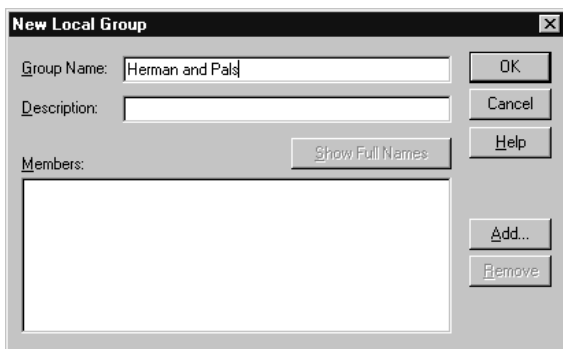 New Local Group
Group Name: Herman and Pals
OK
Description:
Cancel
Show Full Names
Help
Members:
Add...
Remove